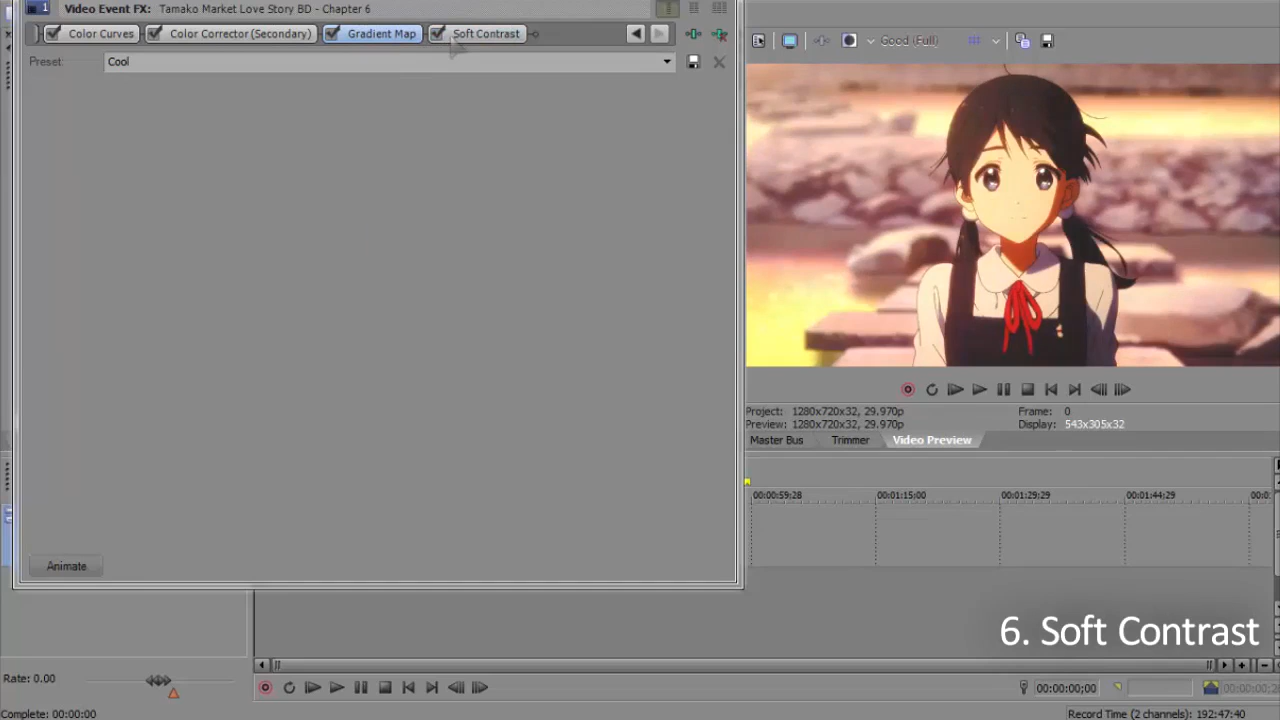 1 Video Event FX: Tamako Market Love Story BD - Chapter 6
Color Curves Color Corrector (Secondary) Gradient Map Soft Contrast
Preset: Cool
Good (Full)
Project: 1280x720x32, 29.970p Frame: 0
Preview: 1280x720x32, 29.970p Display: 543x305x32
Master Bus Trimmer Video Preview
00:00:59;28 00:01:15;00 00:01:29;29 00:01:44;29
Animate
6. Soft Contrast
Rate: 0.00
00:00:00;00
Complete: 00:00:00 Record Time (2 channels): 192:47:40